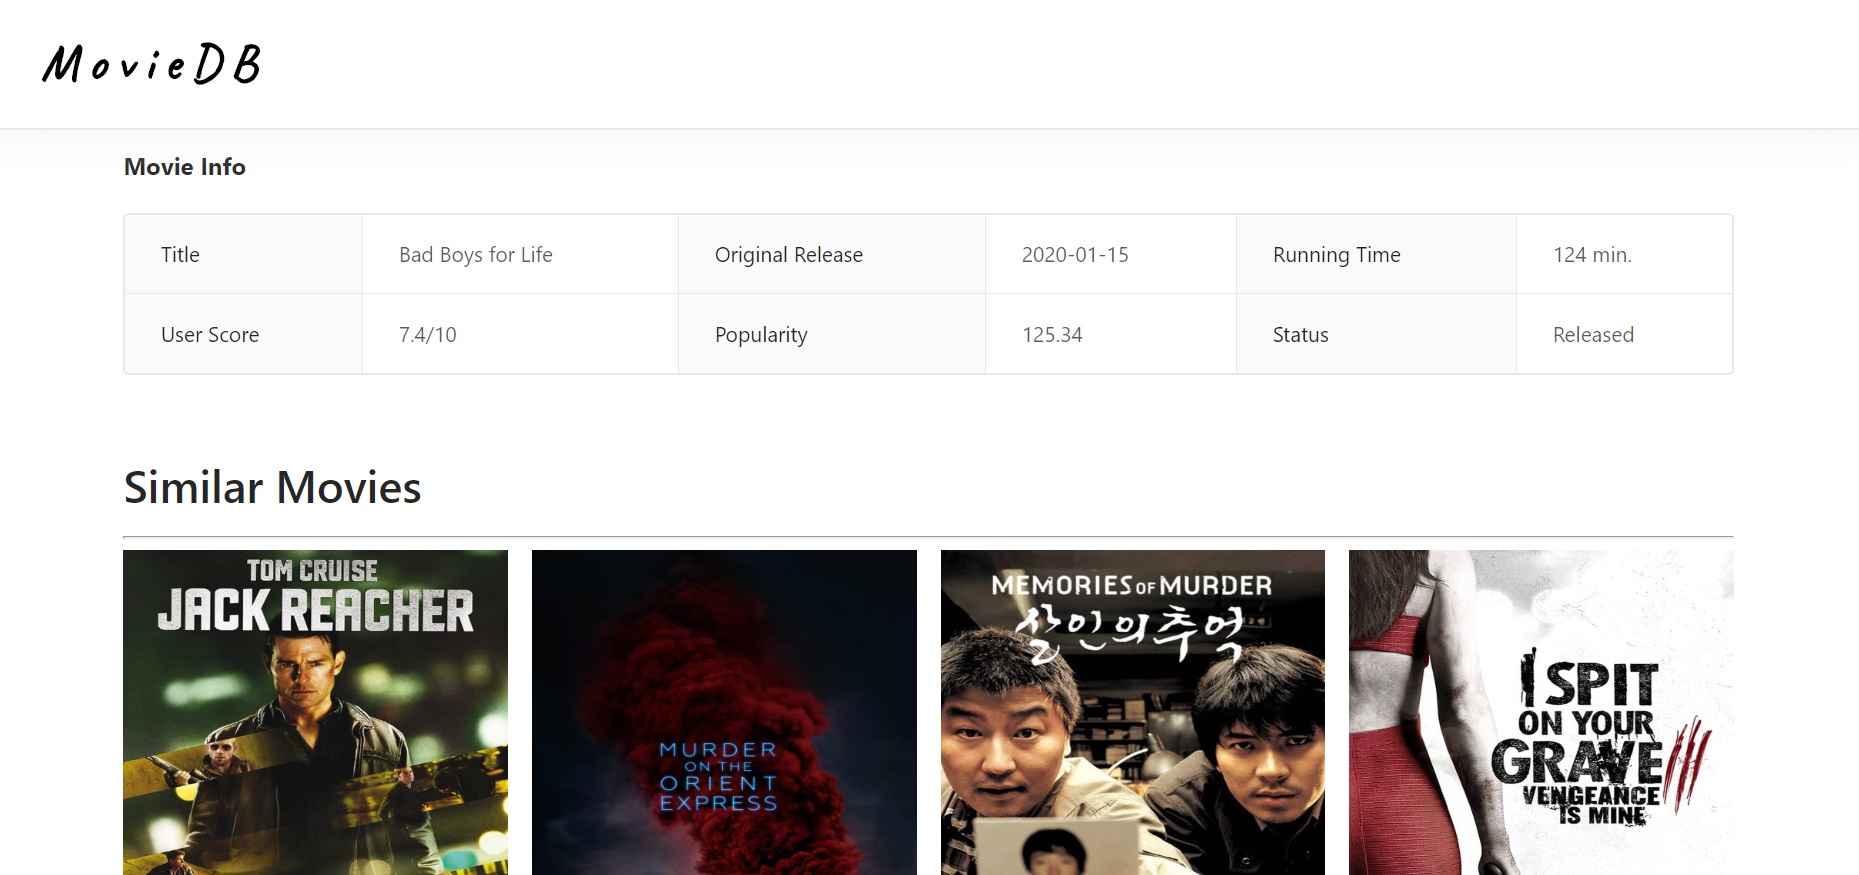 MovieDB
Movie Info
Title Bad Boys for Life Original Release 2020-01-15 Running Time 124 min.
User Score 7.4/10 Popularity 125.34 Status Released
Similar Movies
TOM CRUISE
JACK REACHER
MURDER
ON THE
ORIENT
EXPRESS
MEMORIES OF MURDER
살인의추억
I SPIT
ON YOUR
GRAVE III
VENGEANCE
IS MINE